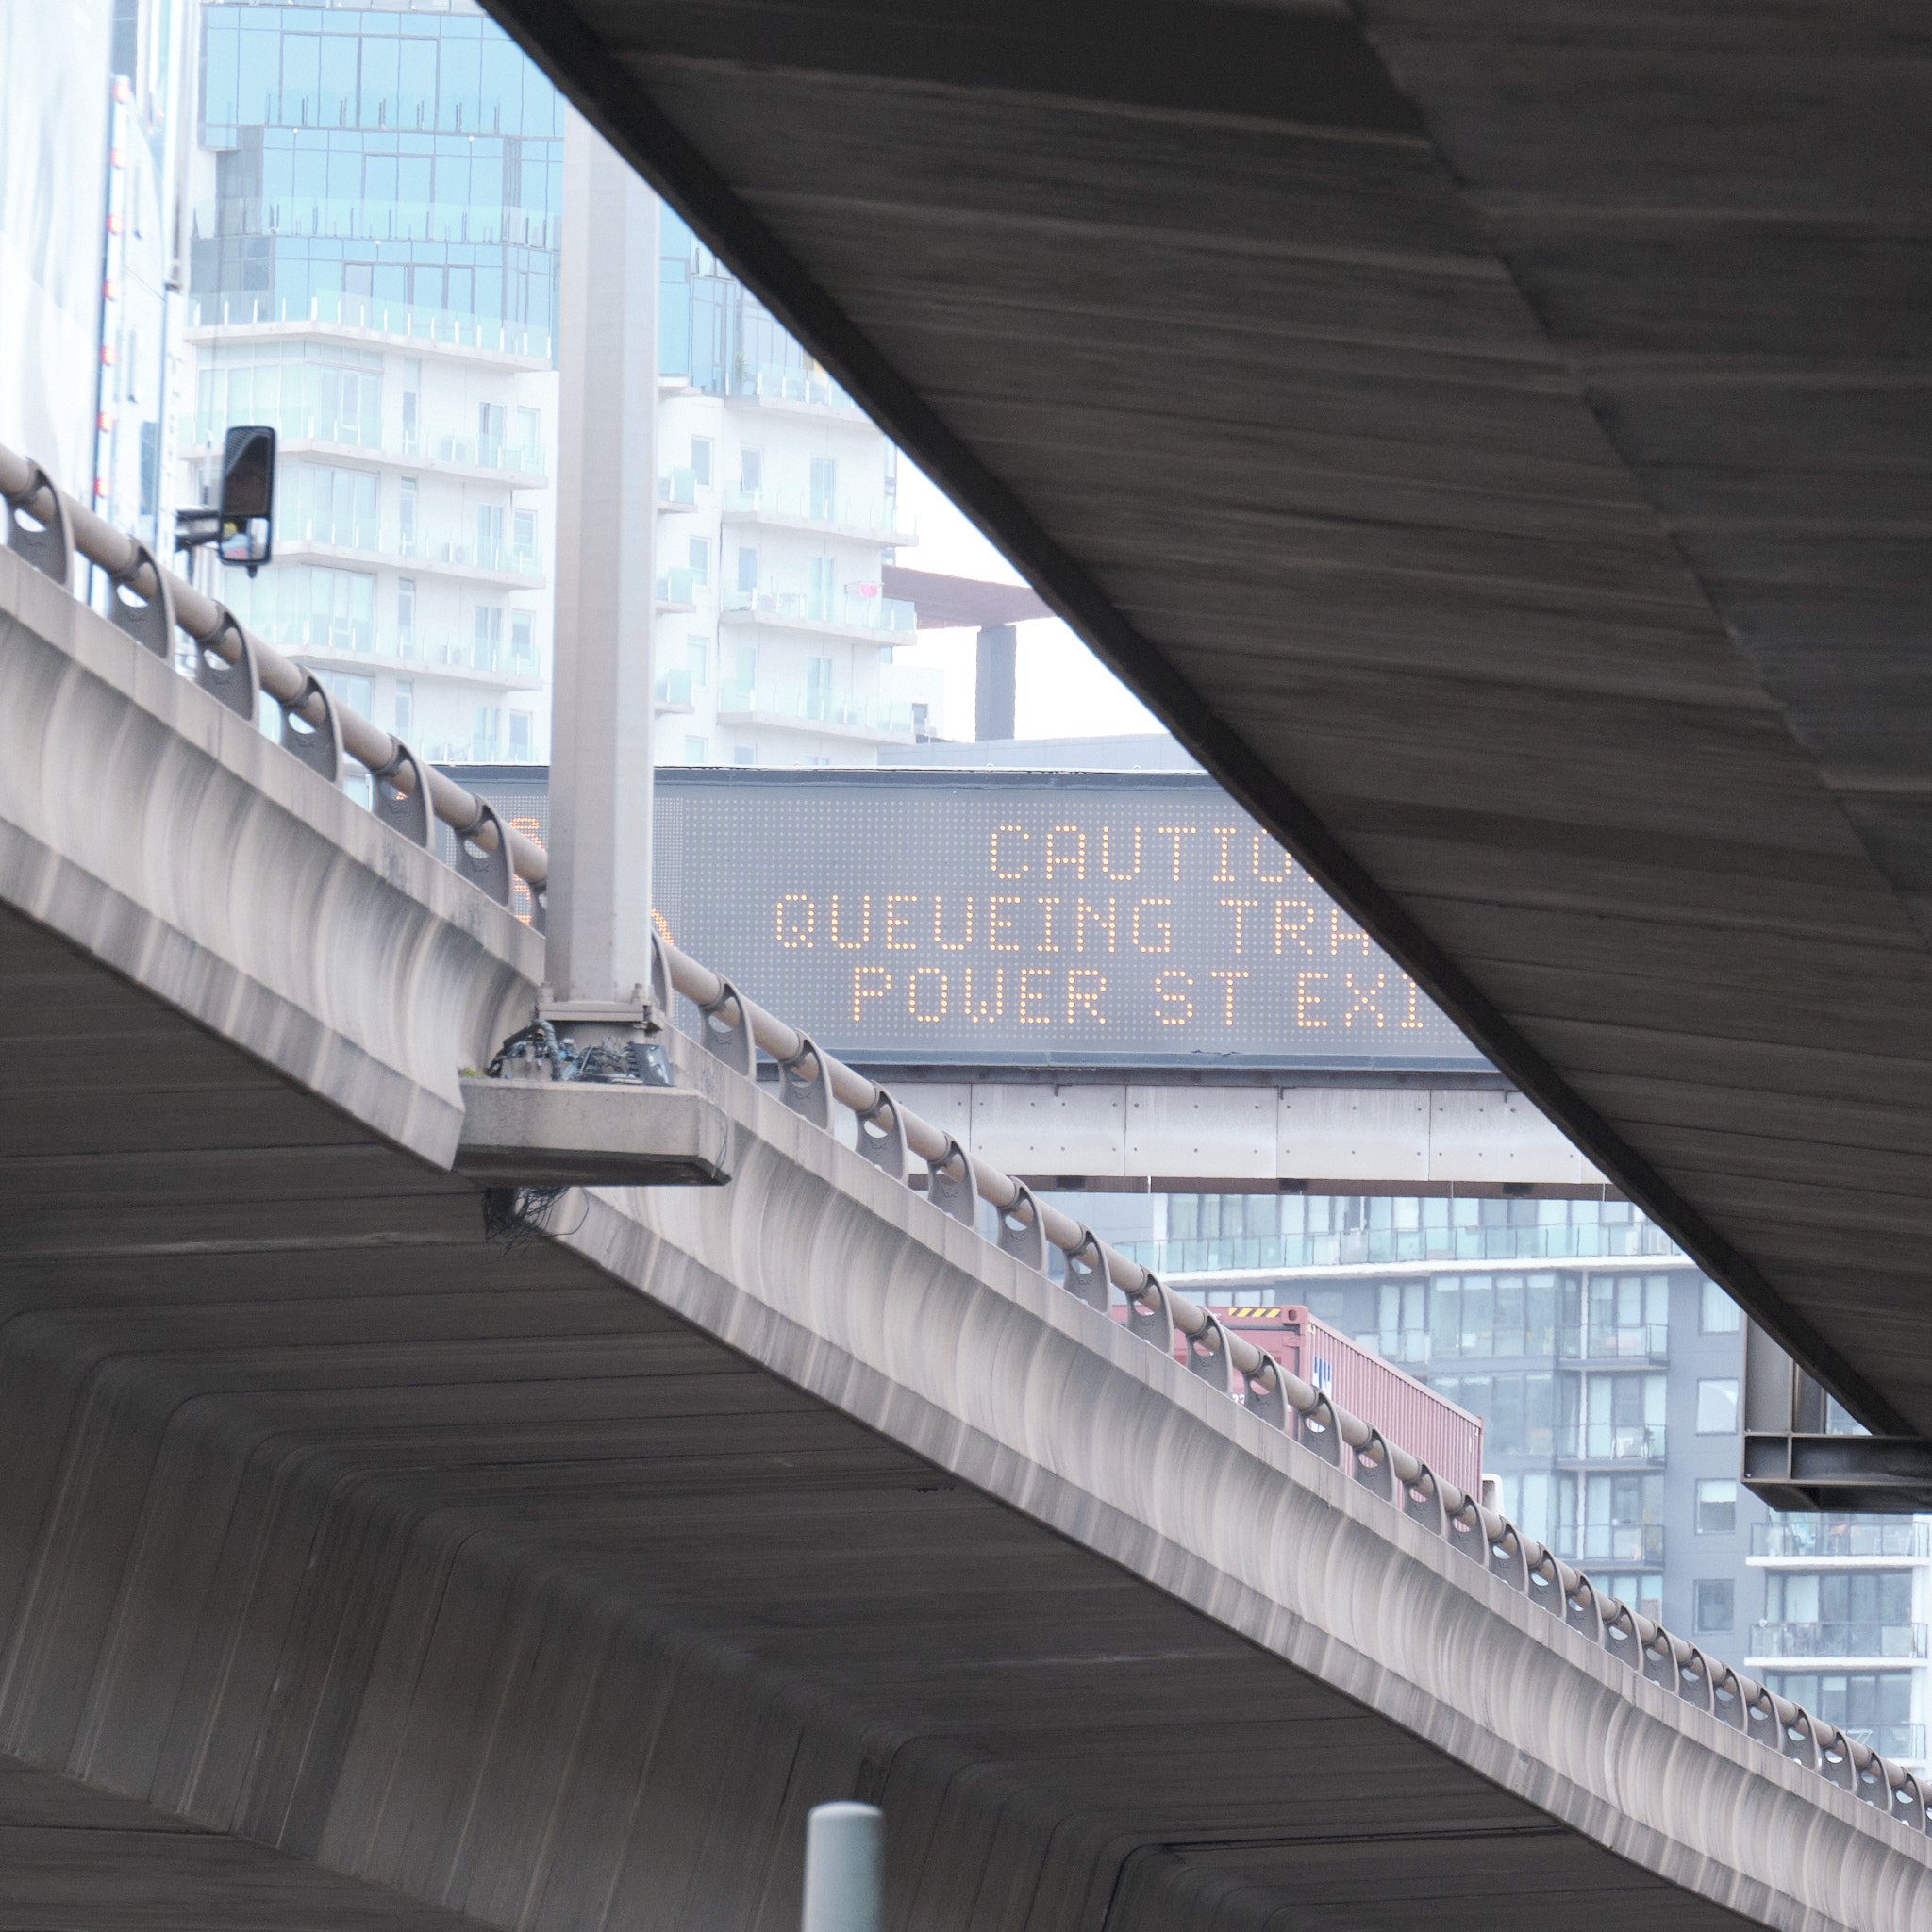 CAUTIO
QUEUEING TRA
POWER ST EXI